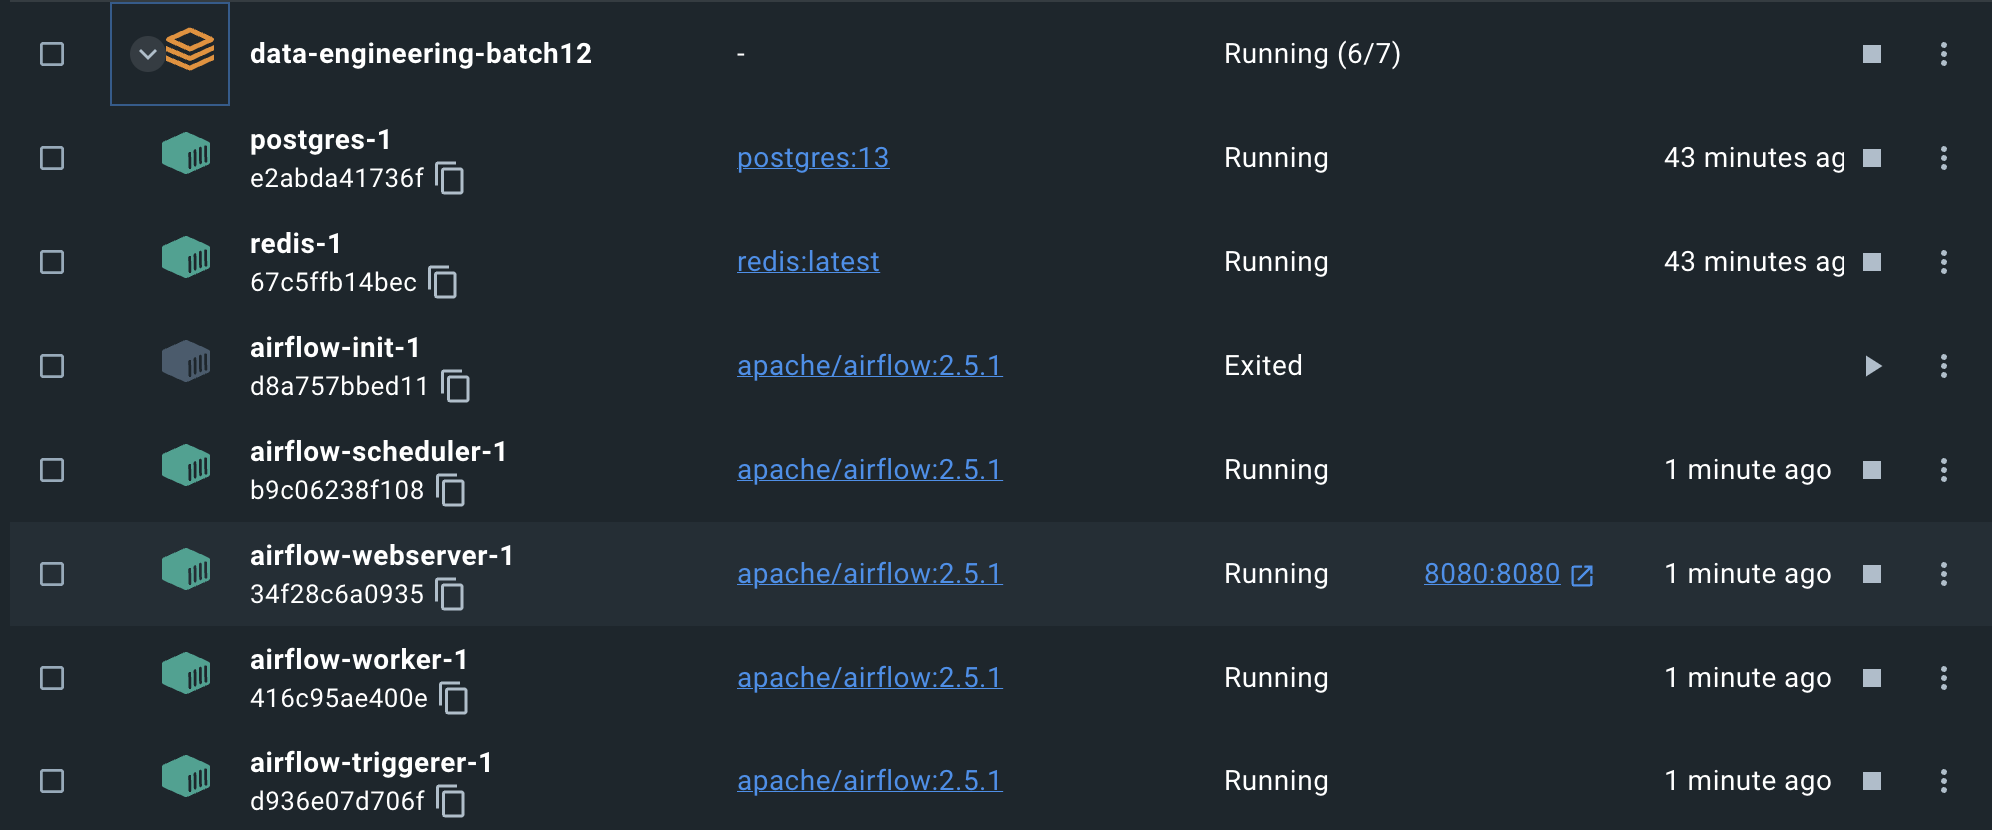 data-engineering-batch12 - Running (6/7)
postgres-1
e2abda41736f postgres:13 Running 43 minutes ag
redis-1
67c5ffb14bec redis:latest Running 43 minutes ag
airflow-init-1
d8a757bbed11 apache/airflow:2.5.1 Exited
airflow-scheduler-1
b9c06238f108 apache/airflow:2.5.1 Running 1 minute ago
airflow-webserver-1
34f28c6a0935 apache/airflow:2.5.1 Running 8080:8080 1 minute ago
airflow-worker-1
416c95ae400e apache/airflow:2.5.1 Running 1 minute ago
airflow-triggerer-1
d936e07d706f apache/airflow:2.5.1 Running 1 minute ago